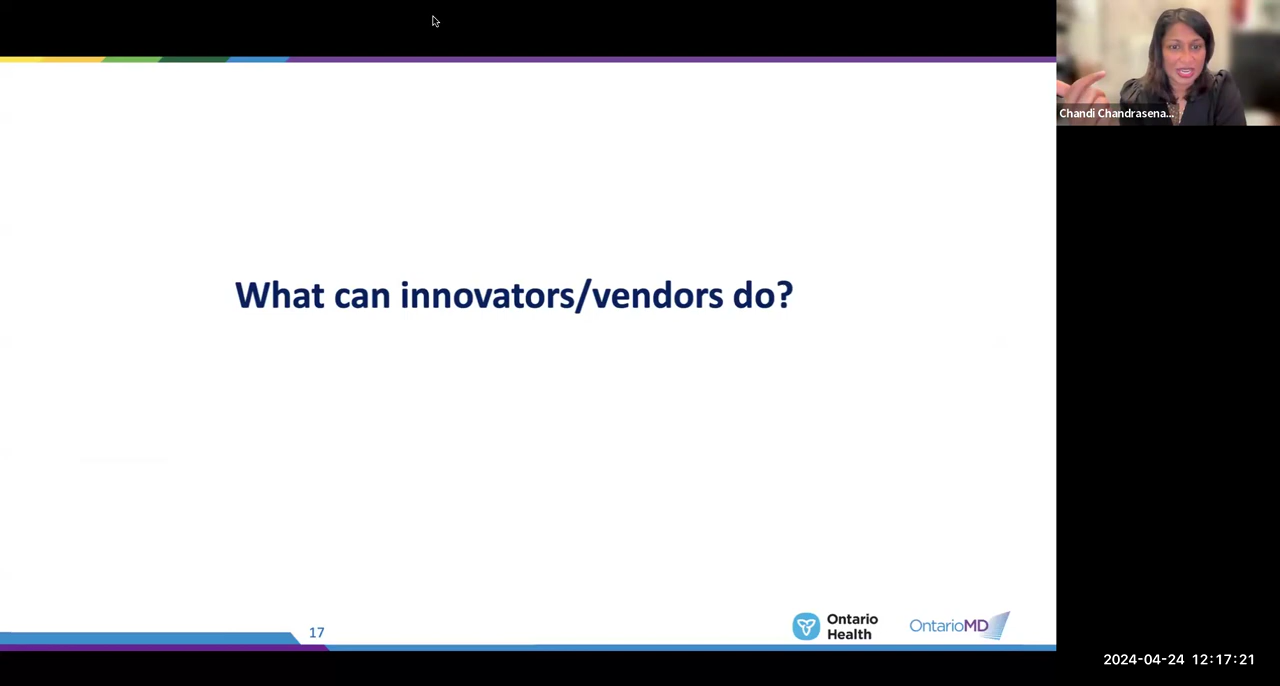 Chandi Chandrasena...
What can innovators/vendors do?
17
Ontario
Health
OntarioMD
2024-04-24 12:17:21